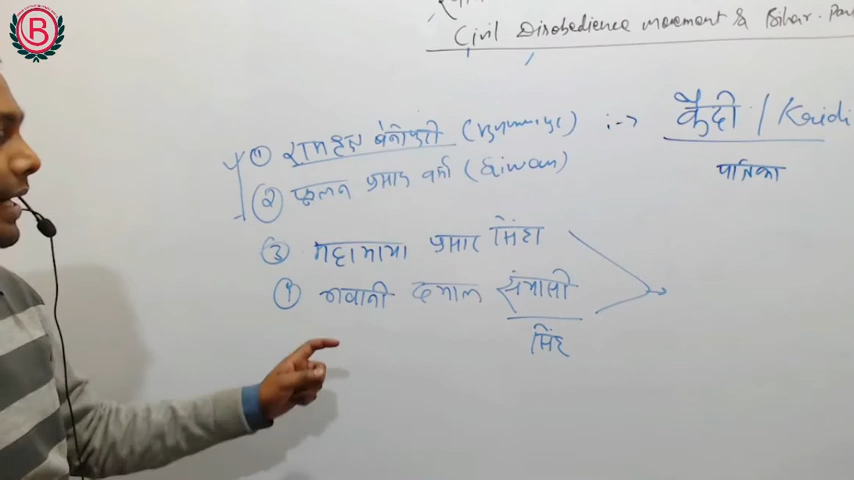 Civil Disobedience movement & Bihar.
① रामवृक्ष बेनीपुरी :-> कैदी / Kaidi
पत्रिका
② फूलन प्रसाद वर्मा (Siwan)
③ महामाया प्रसाद सिंहा
④ भवानी दयाल संयासी
सिंह
B